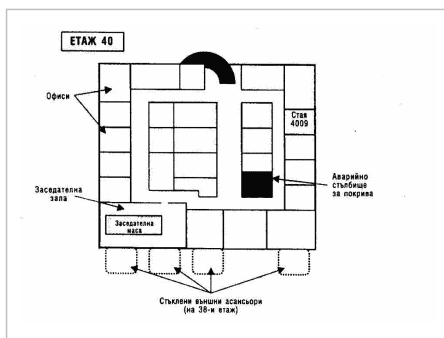 ЕТАЖ 40
Офиси
Стая
4009
Аварийно
стълбище
за покрива
Заседателна
зала
Заседателна
маса
Стъклени външни асансьори
(на 38-и етаж)